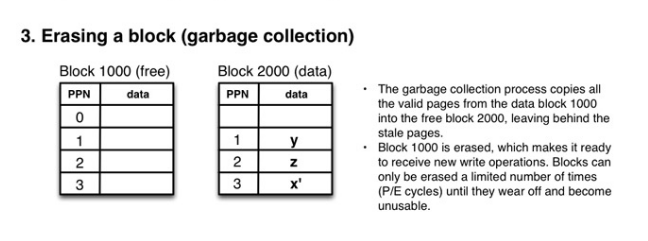 3. Erasing a block (garbage collection)
Block 1000 (free)
PPN data
0
1
2
3
Block 2000 (data)
PPN data
1 y
2 z
3 x'
• The garbage collection process copies all
the valid pages from the data block 1000
into the free block 2000, leaving behind the
stale pages.
• Block 1000 is erased, which makes it ready
to receive new write operations. Blocks can
only be erased a limited number of times
(P/E cycles) until they wear off and become
unusable.